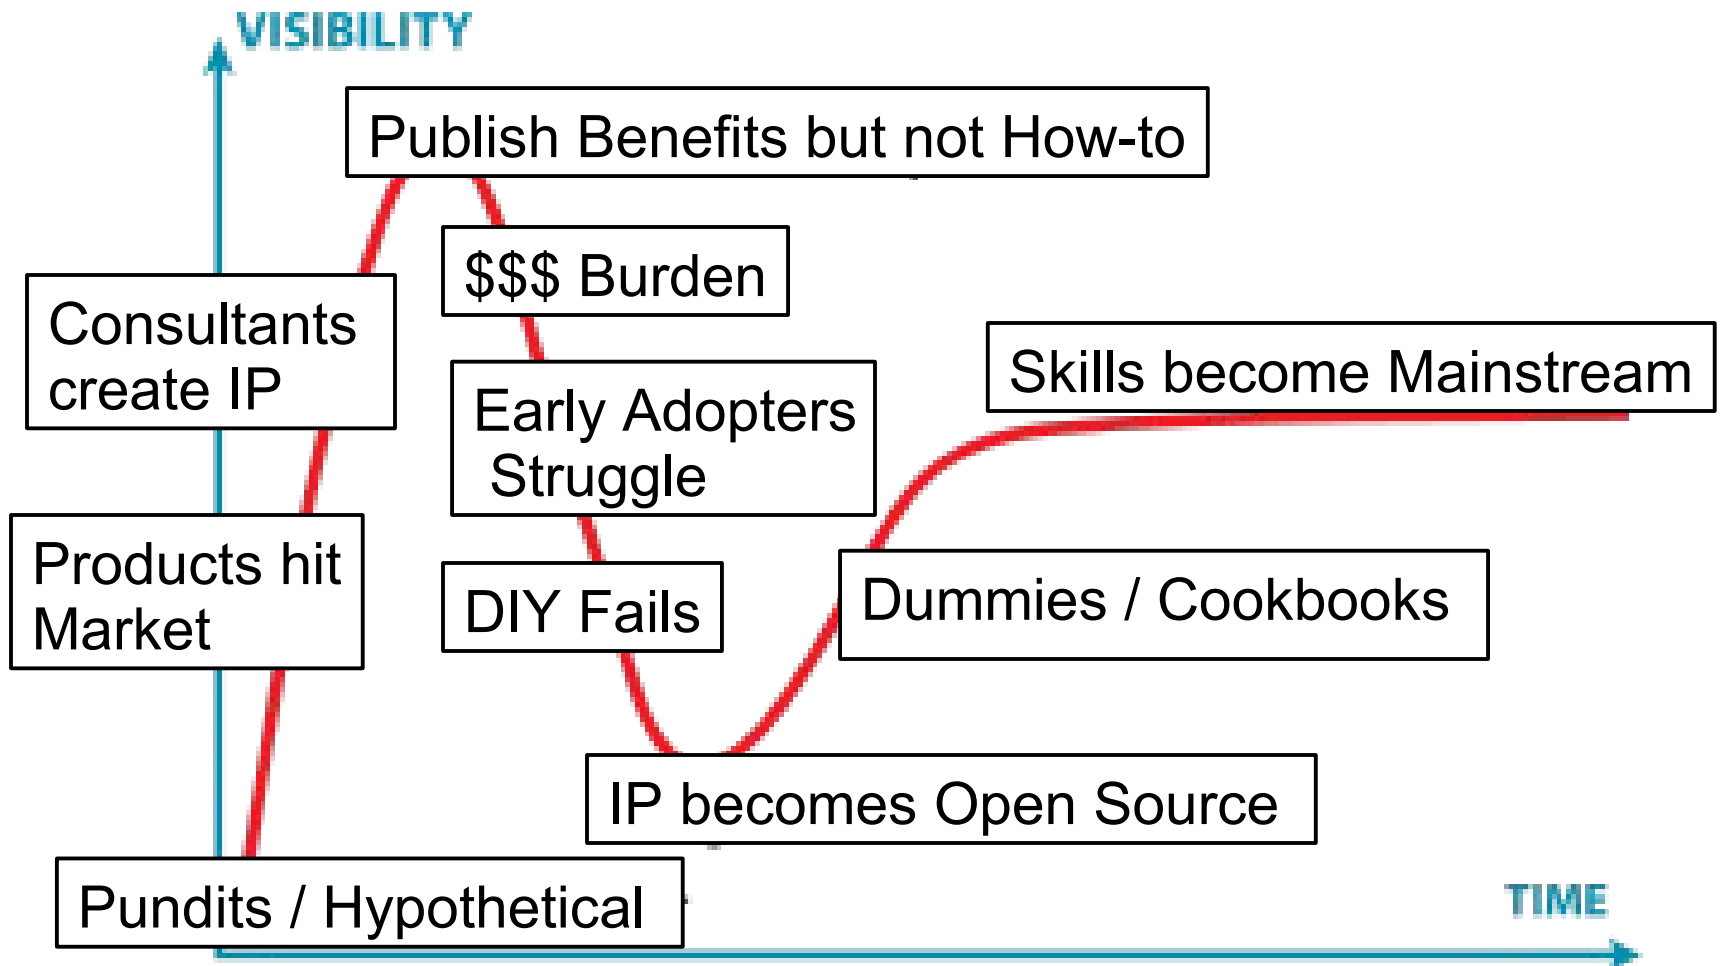 VISIBILITY
Publish Benefits but not How-to
$$$ Burden
Consultants
create IP
Skills become Mainstream
Early Adopters
Struggle
Products hit
Market
DIY Fails
Dummies / Cookbooks
IP becomes Open Source
Pundits / Hypothetical
TIME